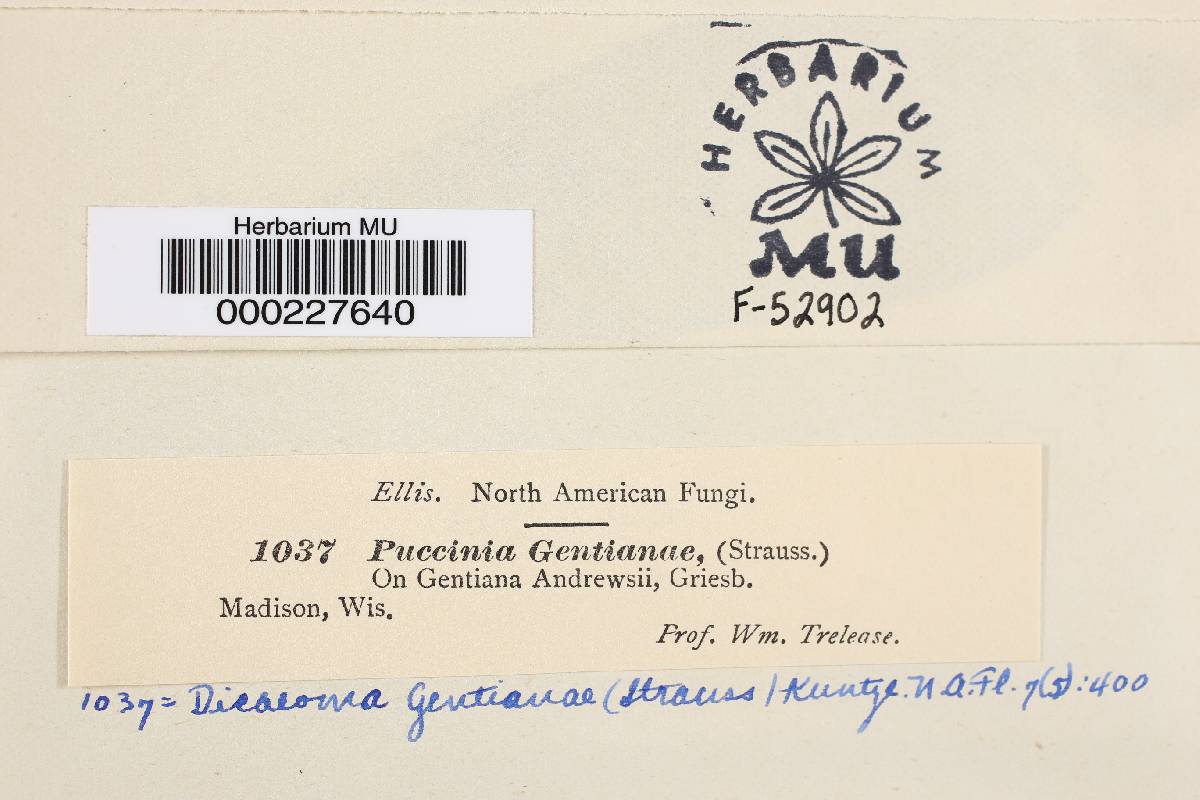 HERBARIUM
MU
F-52902
Herbarium MU
000227640
Ellis. North American Fungi.
1037 Puccinia Gentianae, (Strauss.)
On Gentiana Andrewsii, Griesb.
Madison, Wis.
Prof. Wm. Trelease.
1037 = Dicaeoma Gentianae (Strauss) Kuntze. N.A.Fl. 7(5):400